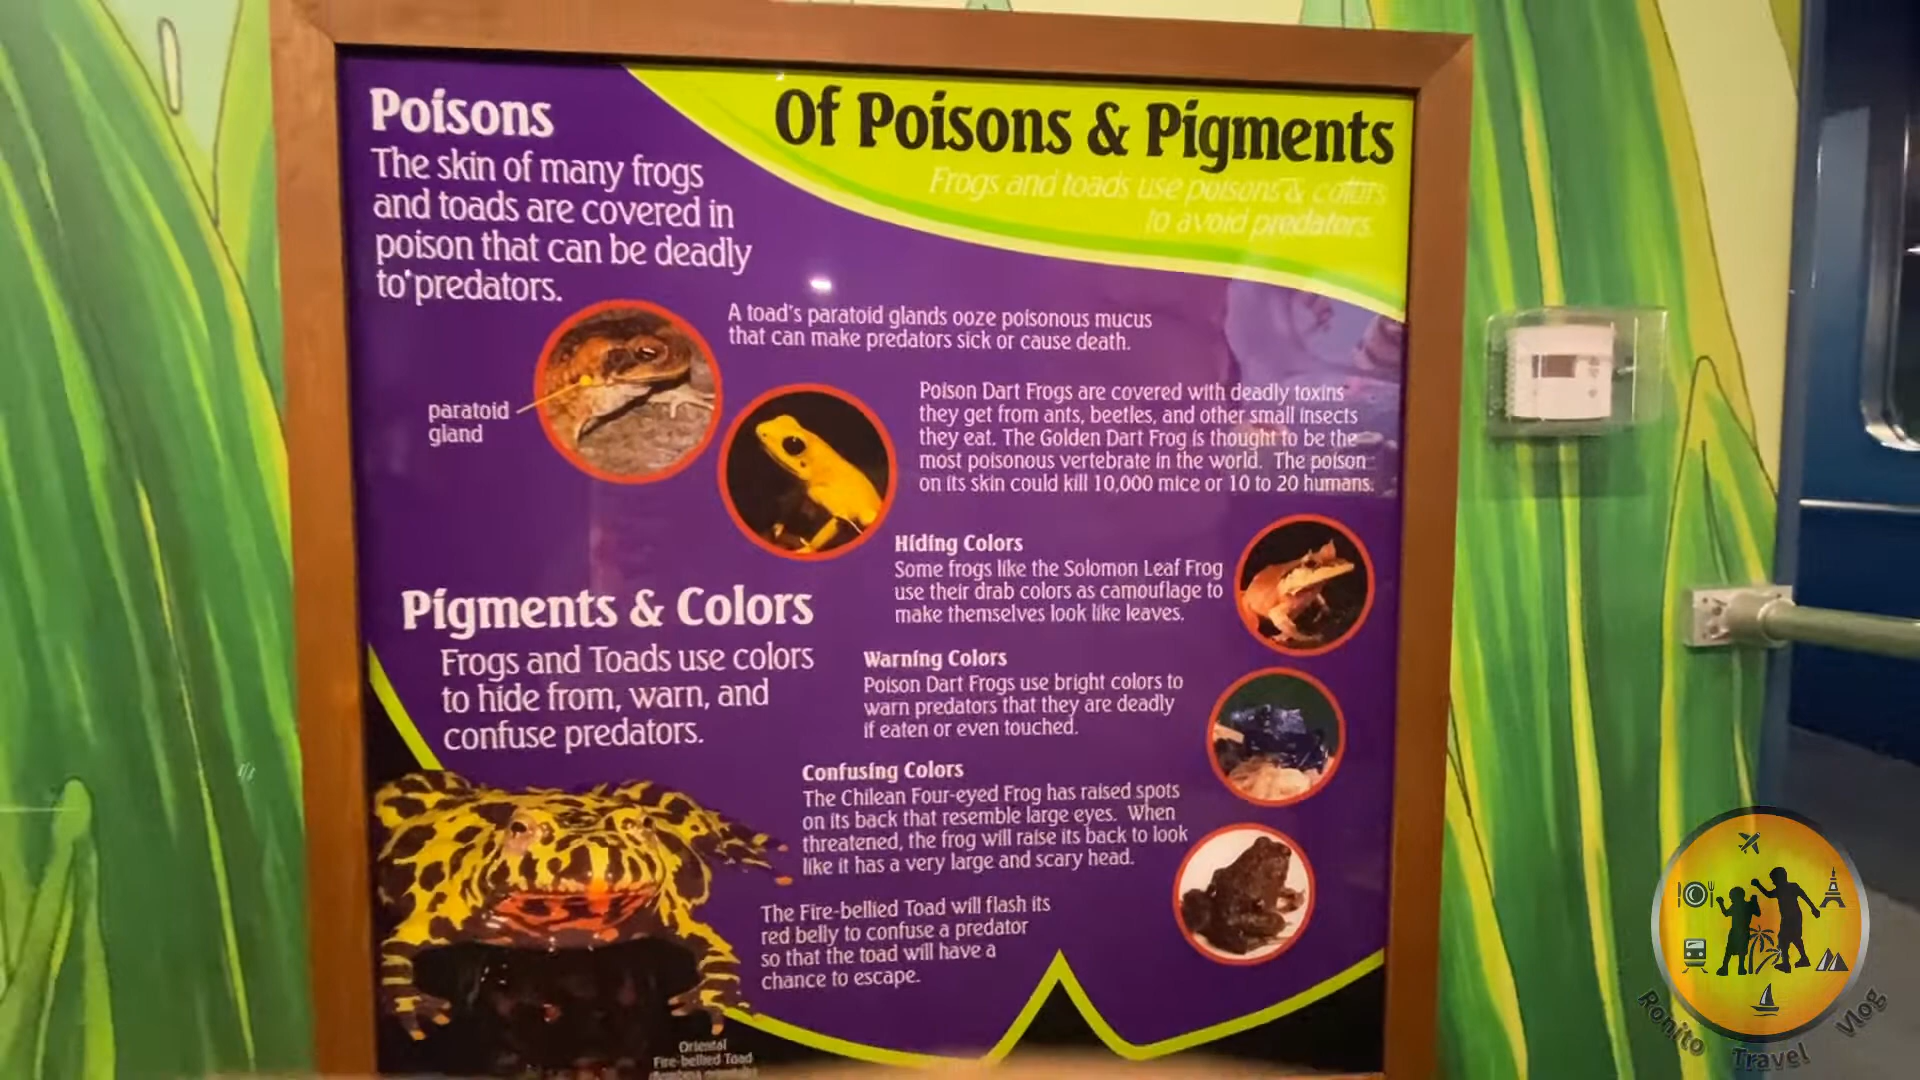 Of Poisons & Pigments
Frogs and toads use poisons & colors
to avoid predators.
Poisons
The skin of many frogs
and toads are covered in
poison that can be deadly
to predators.
A toad's paratoid glands ooze poisonous mucus
that can make predators sick or cause death.
paratoid
gland
Poison Dart Frogs are covered with deadly toxins
they get from ants, beetles, and other small insects
they eat. The Golden Dart Frog is thought to be the
most poisonous vertebrate in the world. The poison
on its skin could kill 10,000 mice or 10 to 20 humans.
Pigments & Colors
Frogs and Toads use colors
to hide from, warn, and
confuse predators.
Hiding Colors
Some frogs like the Solomon Leaf Frog
use their drab colors as camouflage to
make themselves look like leaves.
Warning Colors
Poison Dart Frogs use bright colors to
warn predators that they are deadly
if eaten or even touched.
Confusing Colors
The Chilean Four-eyed Frog has raised spots
on its back that resemble large eyes. When
threatened, the frog will raise its back to look
like it has a very large and scary head.
The Fire-bellied Toad will flash its
red belly to confuse a predator
so that the toad will have a
chance to escape.
Oriental
Fire-bellied Toad
Ronito Travel Vlog